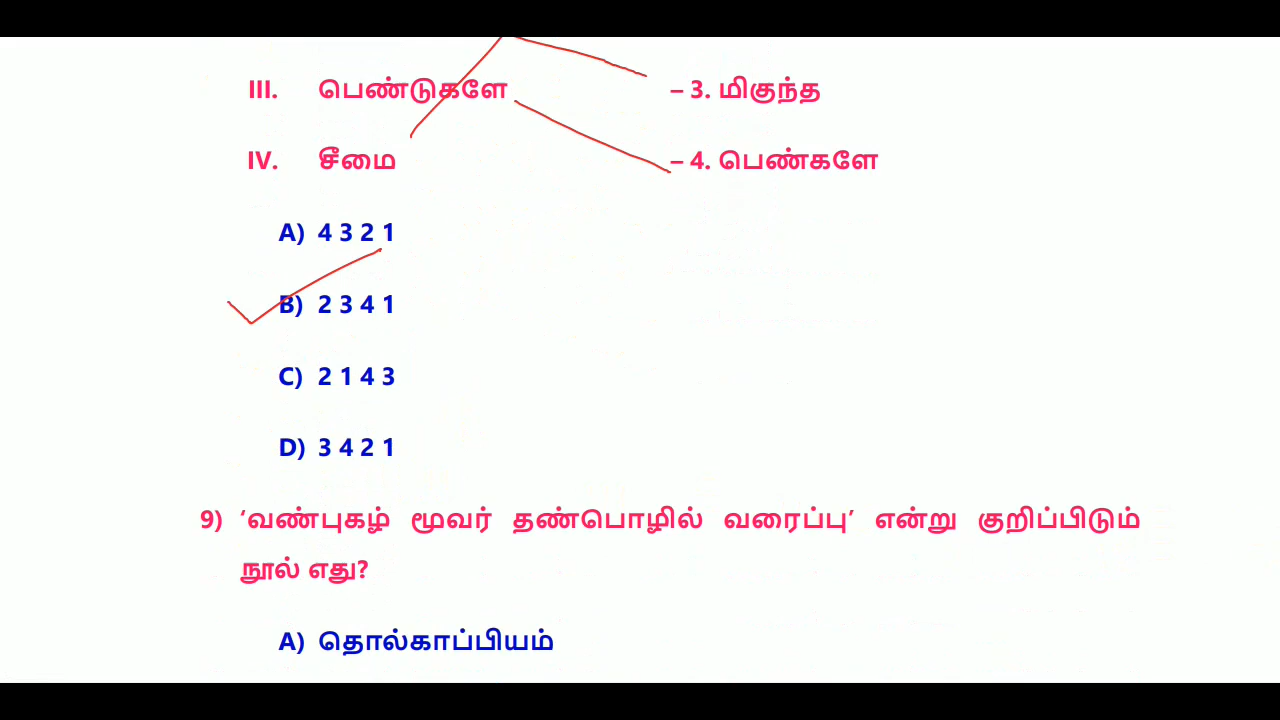 III. பெண்டுகளே – 3. மிகுந்த
IV. சீமை – 4. பெண்களே
A) 4 3 2 1
B) 2 3 4 1
C) 2 1 4 3
D) 3 4 2 1
9) ‘வண்புகழ் மூவர் தண்பொழில் வரைப்பு’ என்று குறிப்பிடும்
நூல் எது?
A) தொல்காப்பியம்